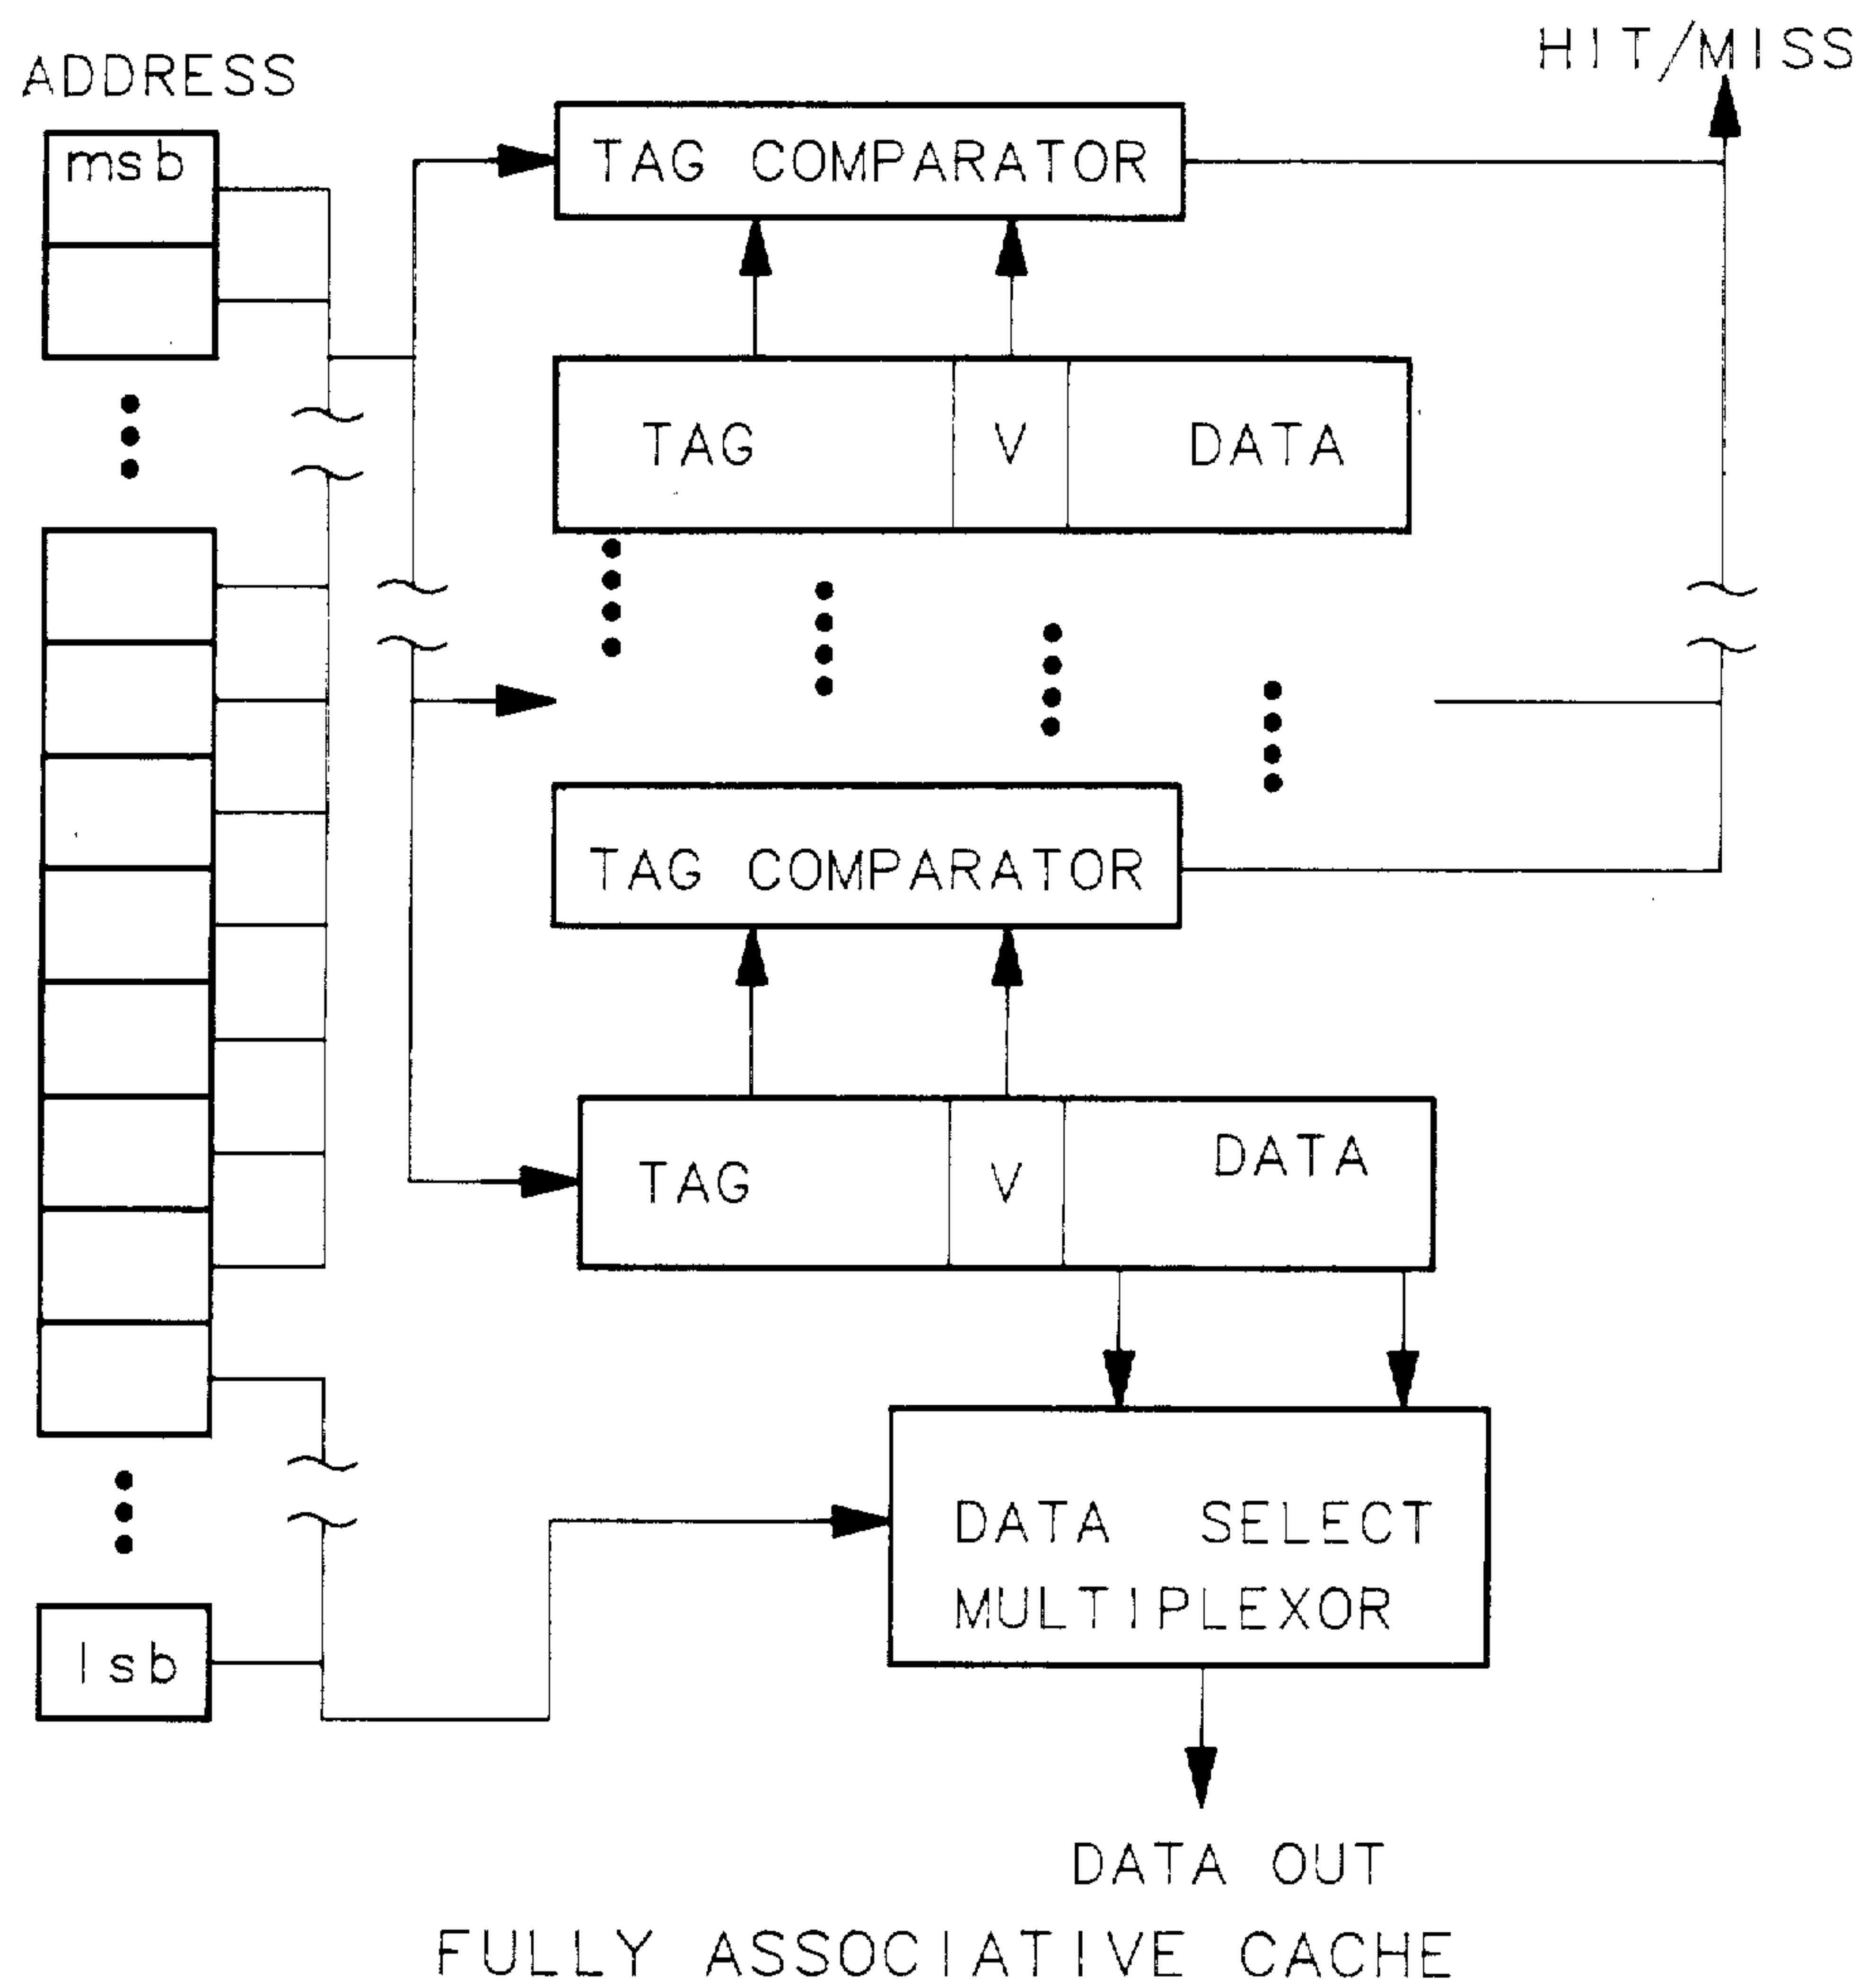 ADDRESS
HIT/MISS
msb
TAG COMPARATOR
TAG V DATA
TAG COMPARATOR
TAG V DATA
DATA SELECT
MULTIPLEXOR
lsb
DATA OUT
FULLY ASSOCIATIVE CACHE